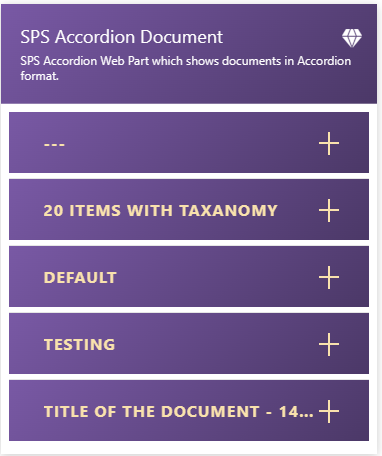 SPS Accordion Document
SPS Accordion Web Part which shows documents in Accordion
format.
---
20 ITEMS WITH TAXANOMY
DEFAULT
TESTING
TITLE OF THE DOCUMENT - 14...